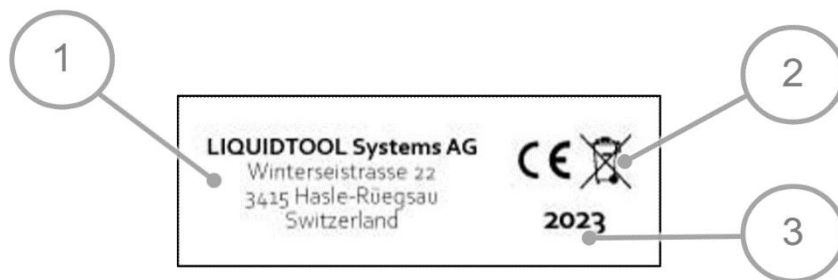 1
2
LIQUIDTOOL Systems AG
Winterseistrasse 22
3415 Hasle-Rüegsau
Switzerland
CE
2023
3